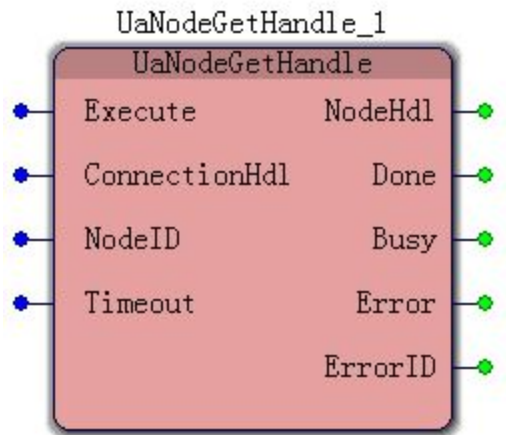 UaNodeGetHandle_1
UaNodeGetHandle
Execute NodeHdl
ConnectionHdl Done
NodeID Busy
Timeout Error
ErrorID